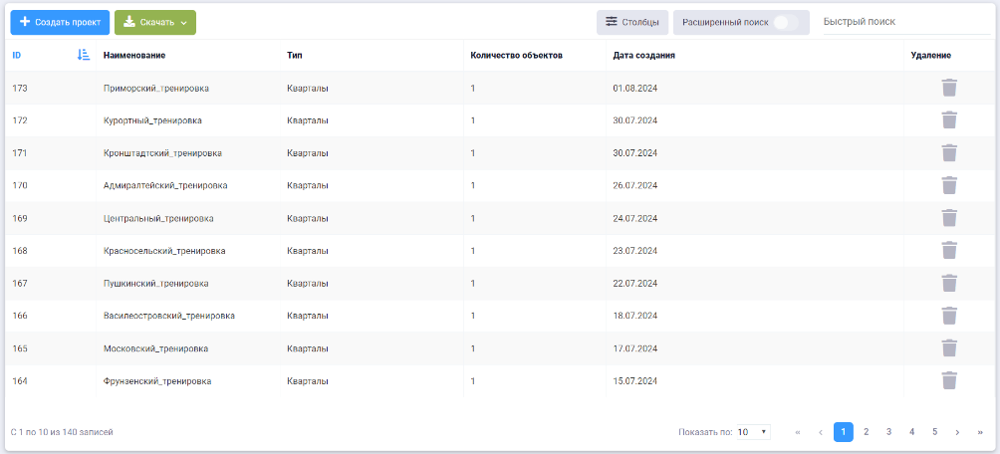 Создать проект Скачать Столбцы Расширенный поиск Быстрый поиск
ID Наименование Тип Количество объектов Дата создания Удаление
173 Приморский_тренировка Кварталы 1 01.08.2024
172 Курортный_тренировка Кварталы 1 30.07.2024
171 Кронштадтский_тренировка Кварталы 1 30.07.2024
170 Адмиралтейский_тренировка Кварталы 1 26.07.2024
169 Центральный_тренировка Кварталы 1 24.07.2024
168 Красносельский_тренировка Кварталы 1 23.07.2024
167 Пушкинский_тренировка Кварталы 1 22.07.2024
166 Василеостровский_тренировка Кварталы 1 18.07.2024
165 Московский_тренировка Кварталы 1 17.07.2024
164 Фрунзенский_тренировка Кварталы 1 15.07.2024
С 1 по 10 из 140 записей Показать по: 10 « ‹ 1 2 3 4 5 › »